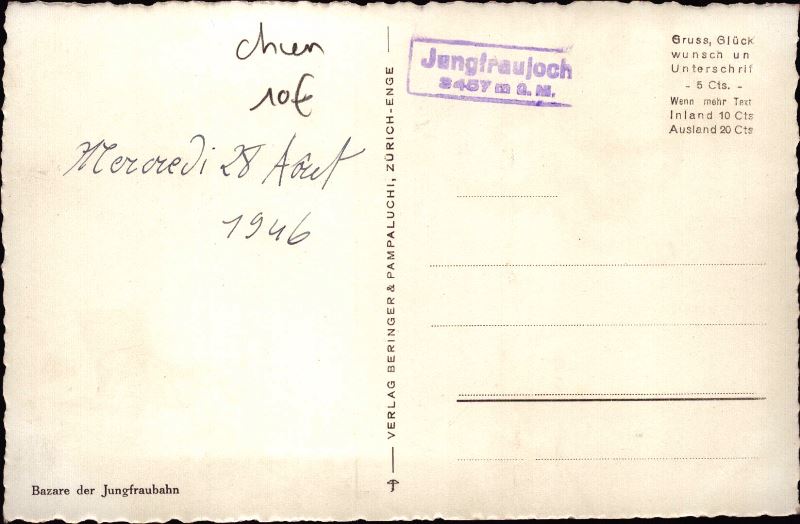 chien
10€
Mercredi 28 Août
1946
Bazare der Jungfraubahn
VERLAG BERINGER & PAMPALUCHI, ZÜRICH-ENGE
Jungfraujoch
3457 m ü. M.
Gruss, Glück
wunsch un
Unterschrif
- 5 Cts. -
Wenn mehr Text
Inland 10 Cts
Ausland 20 Cts